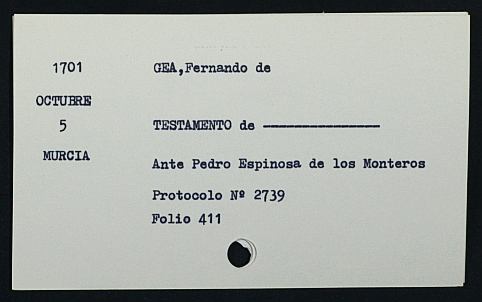 1701 GEA,Fernando de
OCTUBRE
5 TESTAMENTO de ---------------
MURCIA
Ante Pedro Espinosa de los Monteros
Protocolo Nº 2739
Folio 411